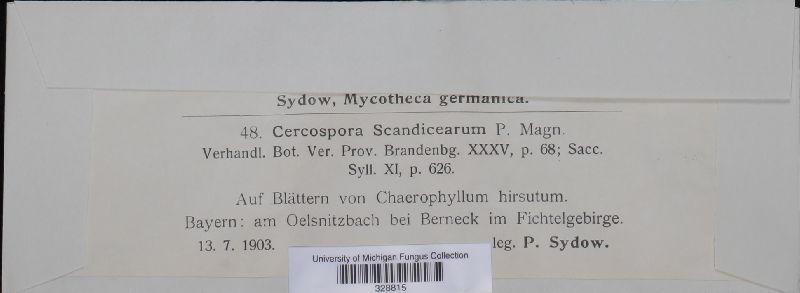 Sydow, Mycotheca germanica.
48. Cercospora Scandicearum P. Magn.
Verhandl. Bot. Ver. Prov. Brandenbg. XXXV, p. 68; Sacc.
Syll. XI, p. 626.
Auf Blättern von Chaerophyllum hirsutum.
Bayern: am Oelsnitzbach bei Berneck im Fichtelgebirge.
13. 7. 1903. leg. P. Sydow.
University of Michigan Fungus Collection
328815